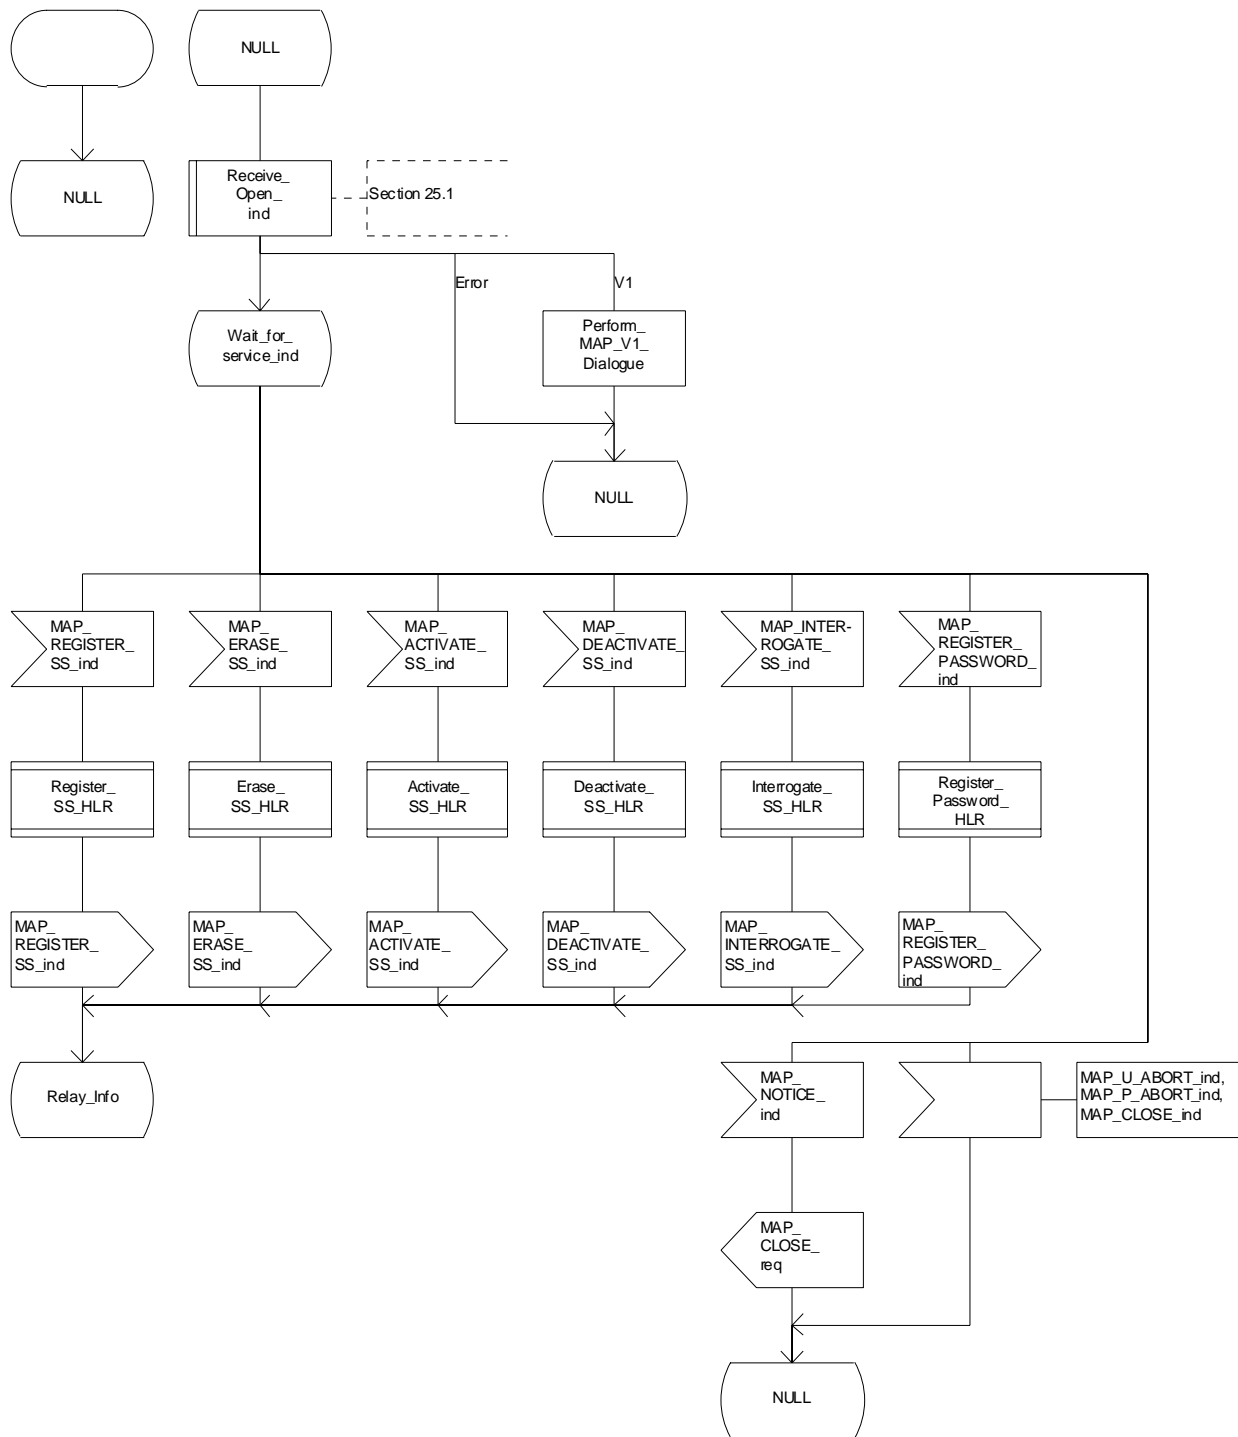 NULL
NULL
Receive_
Open_
ind
Section 25.1
Error
V1
Wait_for_
service_ind
Perform_
MAP_V1_
Dialogue
NULL
MAP_
REGISTER_
SS_ind
MAP_
ERASE_
SS_ind
MAP_
ACTIVATE_
SS_ind
MAP_
DEACTIVATE_
SS_ind
MAP_INTER-
ROGATE_
SS_ind
MAP_
REGISTER_
PASSWORD_
ind
Register_
SS_HLR
Erase_
SS_HLR
Activate_
SS_HLR
Deactivate_
SS_HLR
Interrogate_
SS_HLR
Register_
Password_
HLR
MAP_
REGISTER_
SS_ind
MAP_
ERASE_
SS_ind
MAP_
ACTIVATE_
SS_ind
MAP_
DEACTIVATE_
SS_ind
MAP_
INTERROGATE_
SS_ind
MAP_
REGISTER_
PASSWORD_
ind
Relay_Info
MAP_
NOTICE_
ind
MAP_U_ABORT_ind,
MAP_P_ABORT_ind,
MAP_CLOSE_ind
MAP_
CLOSE_
req
NULL